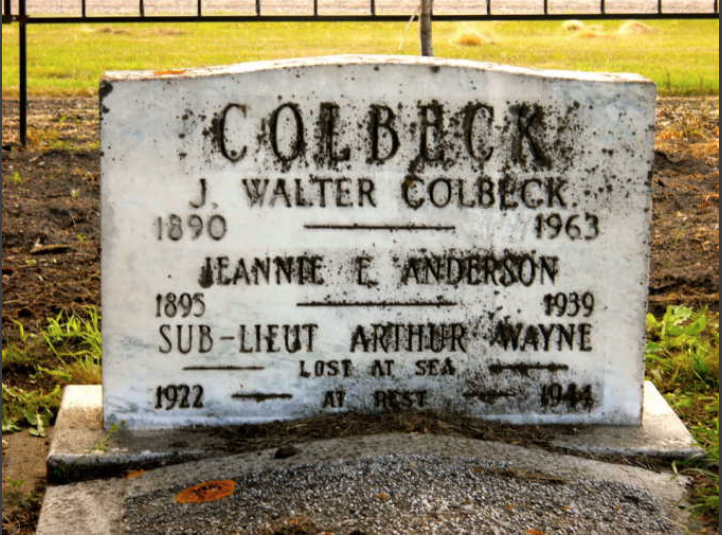 COLBECK
J. WALTER COLBECK
1890 — 1963
JEANNIE E ANDERSON
1895 — 1939
SUB-LIEUT ARTHUR WAYNE
— LOST AT SEA —
1922 — AT REST — 1944